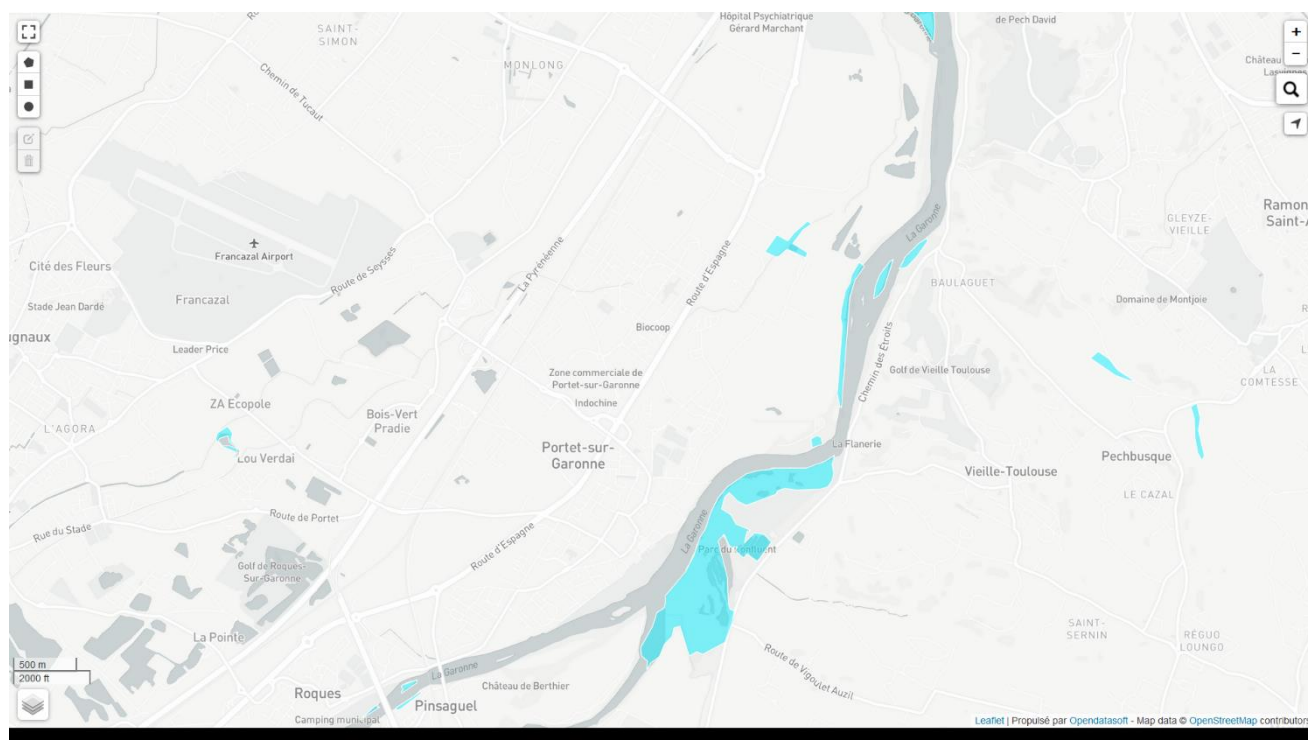 Hôpital Psychiatrique
Gérard Marchant
de Pech David
SAINT-
SIMON
MONLONG
Château
+
−
Chemin de Tucaut
Ramon
Saint-A
GLEYZE-
VIEILLE
La Garonne
Francazal Airport
Cité des Fleurs
Route de Seysses
La Pyrénéenne
Route d'Espagne
BAULAGUET
Stade Jean Dardé
Francazal
Domaine de Montjoie
ugnaux
Biocoop
Leader Price
Chemin des Étroits
Zone commerciale de
Portet-sur-Garonne
Golf de Vieille Toulouse
LA
COMTESSE
Indochine
ZA Ecopole
Bois-Vert
Pradie
L'AGORA
Lou Verdai
Portet-sur-
Garonne
La Flanerie
Pechbusque
Vieille-Toulouse
LE CAZAL
Route de Portet
Rue du Stade
La Garonne
Route d'Espagne
Parc du Confluent
Golf de Roques-
Sur-Garonne
La Pointe
SAINT-
SERNIN
RÉGUO
LOUNGO
500 m
2000 ft
La Garonne
Route de Vigoulet Auzil
Roques
Château de Berthier
Pinsaguel
Camping municipal
Leaflet | Propulsé par Opendatasoft - Map data © OpenStreetMap contributors